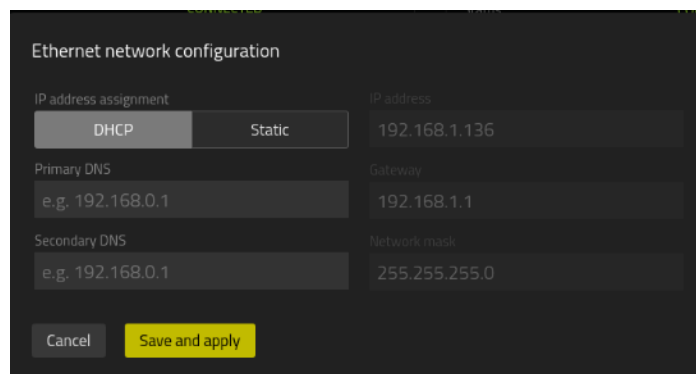 CONNECTED
Ethernet network configuration
IP address assignment
IP address
DHCP
Static
192.168.1.136
Primary DNS
Gateway
e.g. 192.168.0.1
192.168.1.1
Secondary DNS
Network mask
e.g. 192.168.0.1
255.255.255.0
Cancel
Save and apply